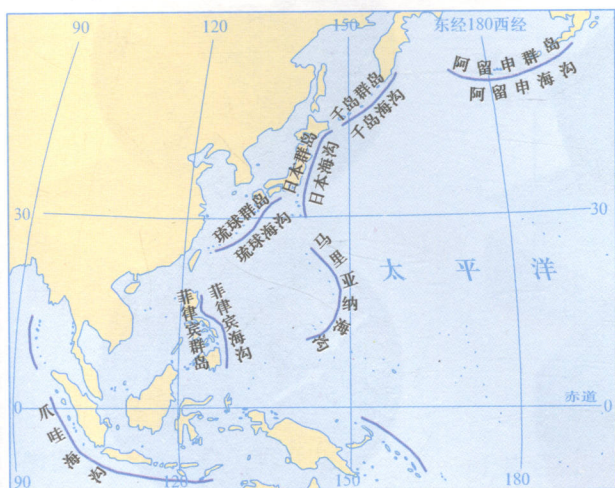 90
120
150
东经180西经
阿留申群岛
阿留申海沟
千岛群岛
千岛海沟
日本群岛
日本海沟
琉球群岛
琉球海沟
30
30
马里亚纳海沟
太平洋
菲律宾群岛
菲律宾海沟
赤道
0
0
爪哇海沟
90
120
150
180